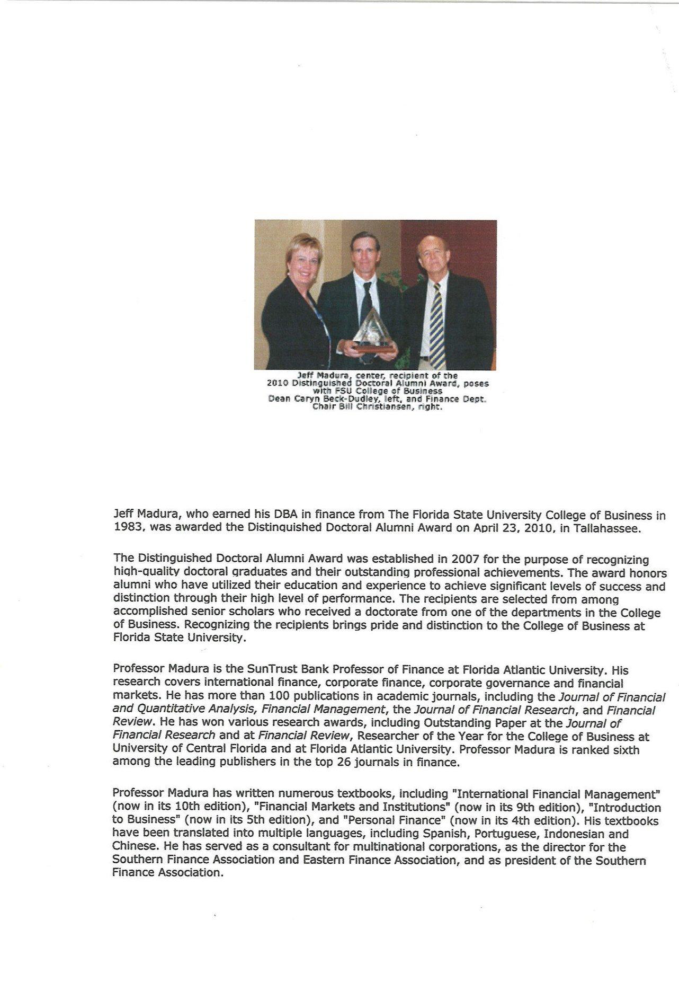 Jeff Madura, center, recipient of the
2010 Distinguished Doctoral Alumni Award, poses
with FSU College of Business
Dean Caryn Beck-Dudley, left, and Finance Dept.
Chair Bill Christiansen, right.
Jeff Madura, who earned his DBA in finance from The Florida State University College of Business in
1983, was awarded the Distinguished Doctoral Alumni Award on April 23, 2010, in Tallahassee.
The Distinguished Doctoral Alumni Award was established in 2007 for the purpose of recognizing
high-quality doctoral graduates and their outstanding professional achievements. The award honors
alumni who have utilized their education and experience to achieve significant levels of success and
distinction through their high level of performance. The recipients are selected from among
accomplished senior scholars who received a doctorate from one of the departments in the College
of Business. Recognizing the recipients brings pride and distinction to the College of Business at
Florida State University.
Professor Madura is the SunTrust Bank Professor of Finance at Florida Atlantic University. His
research covers international finance, corporate finance, corporate governance and financial
markets. He has more than 100 publications in academic journals, including the Journal of Financial
and Quantitative Analysis, Financial Management, the Journal of Financial Research, and Financial
Review. He has won various research awards, including Outstanding Paper at the Journal of
Financial Research and at Financial Review, Researcher of the Year for the College of Business at
University of Central Florida and at Florida Atlantic University. Professor Madura is ranked sixth
among the leading publishers in the top 26 journals in finance.
Professor Madura has written numerous textbooks, including "International Financial Management"
(now in its 10th edition), "Financial Markets and Institutions" (now in its 9th edition), "Introduction
to Business" (now in its 5th edition), and "Personal Finance" (now in its 4th edition). His textbooks
have been translated into multiple languages, including Spanish, Portuguese, Indonesian and
Chinese. He has served as a consultant for multinational corporations, as the director for the
Southern Finance Association and Eastern Finance Association, and as president of the Southern
Finance Association.